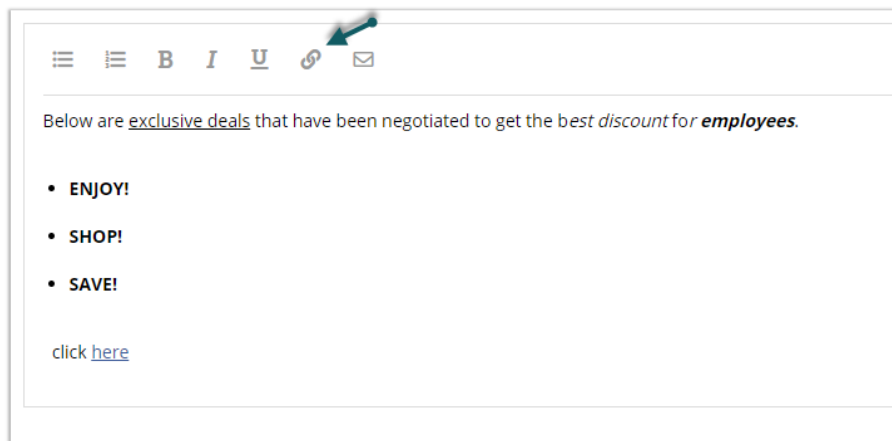 B I U
Below are exclusive deals that have been negotiated to get the best discount for employees.
• ENJOY!
• SHOP!
• SAVE!
click here